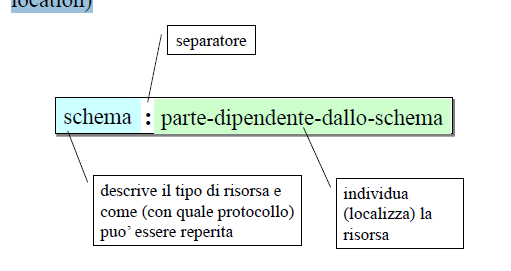 location)
separatore
schema : parte-dipendente-dallo-schema
descrive il tipo di risorsa e
come (con quale protocollo)
puo' essere reperita
individua
(localizza) la
risorsa